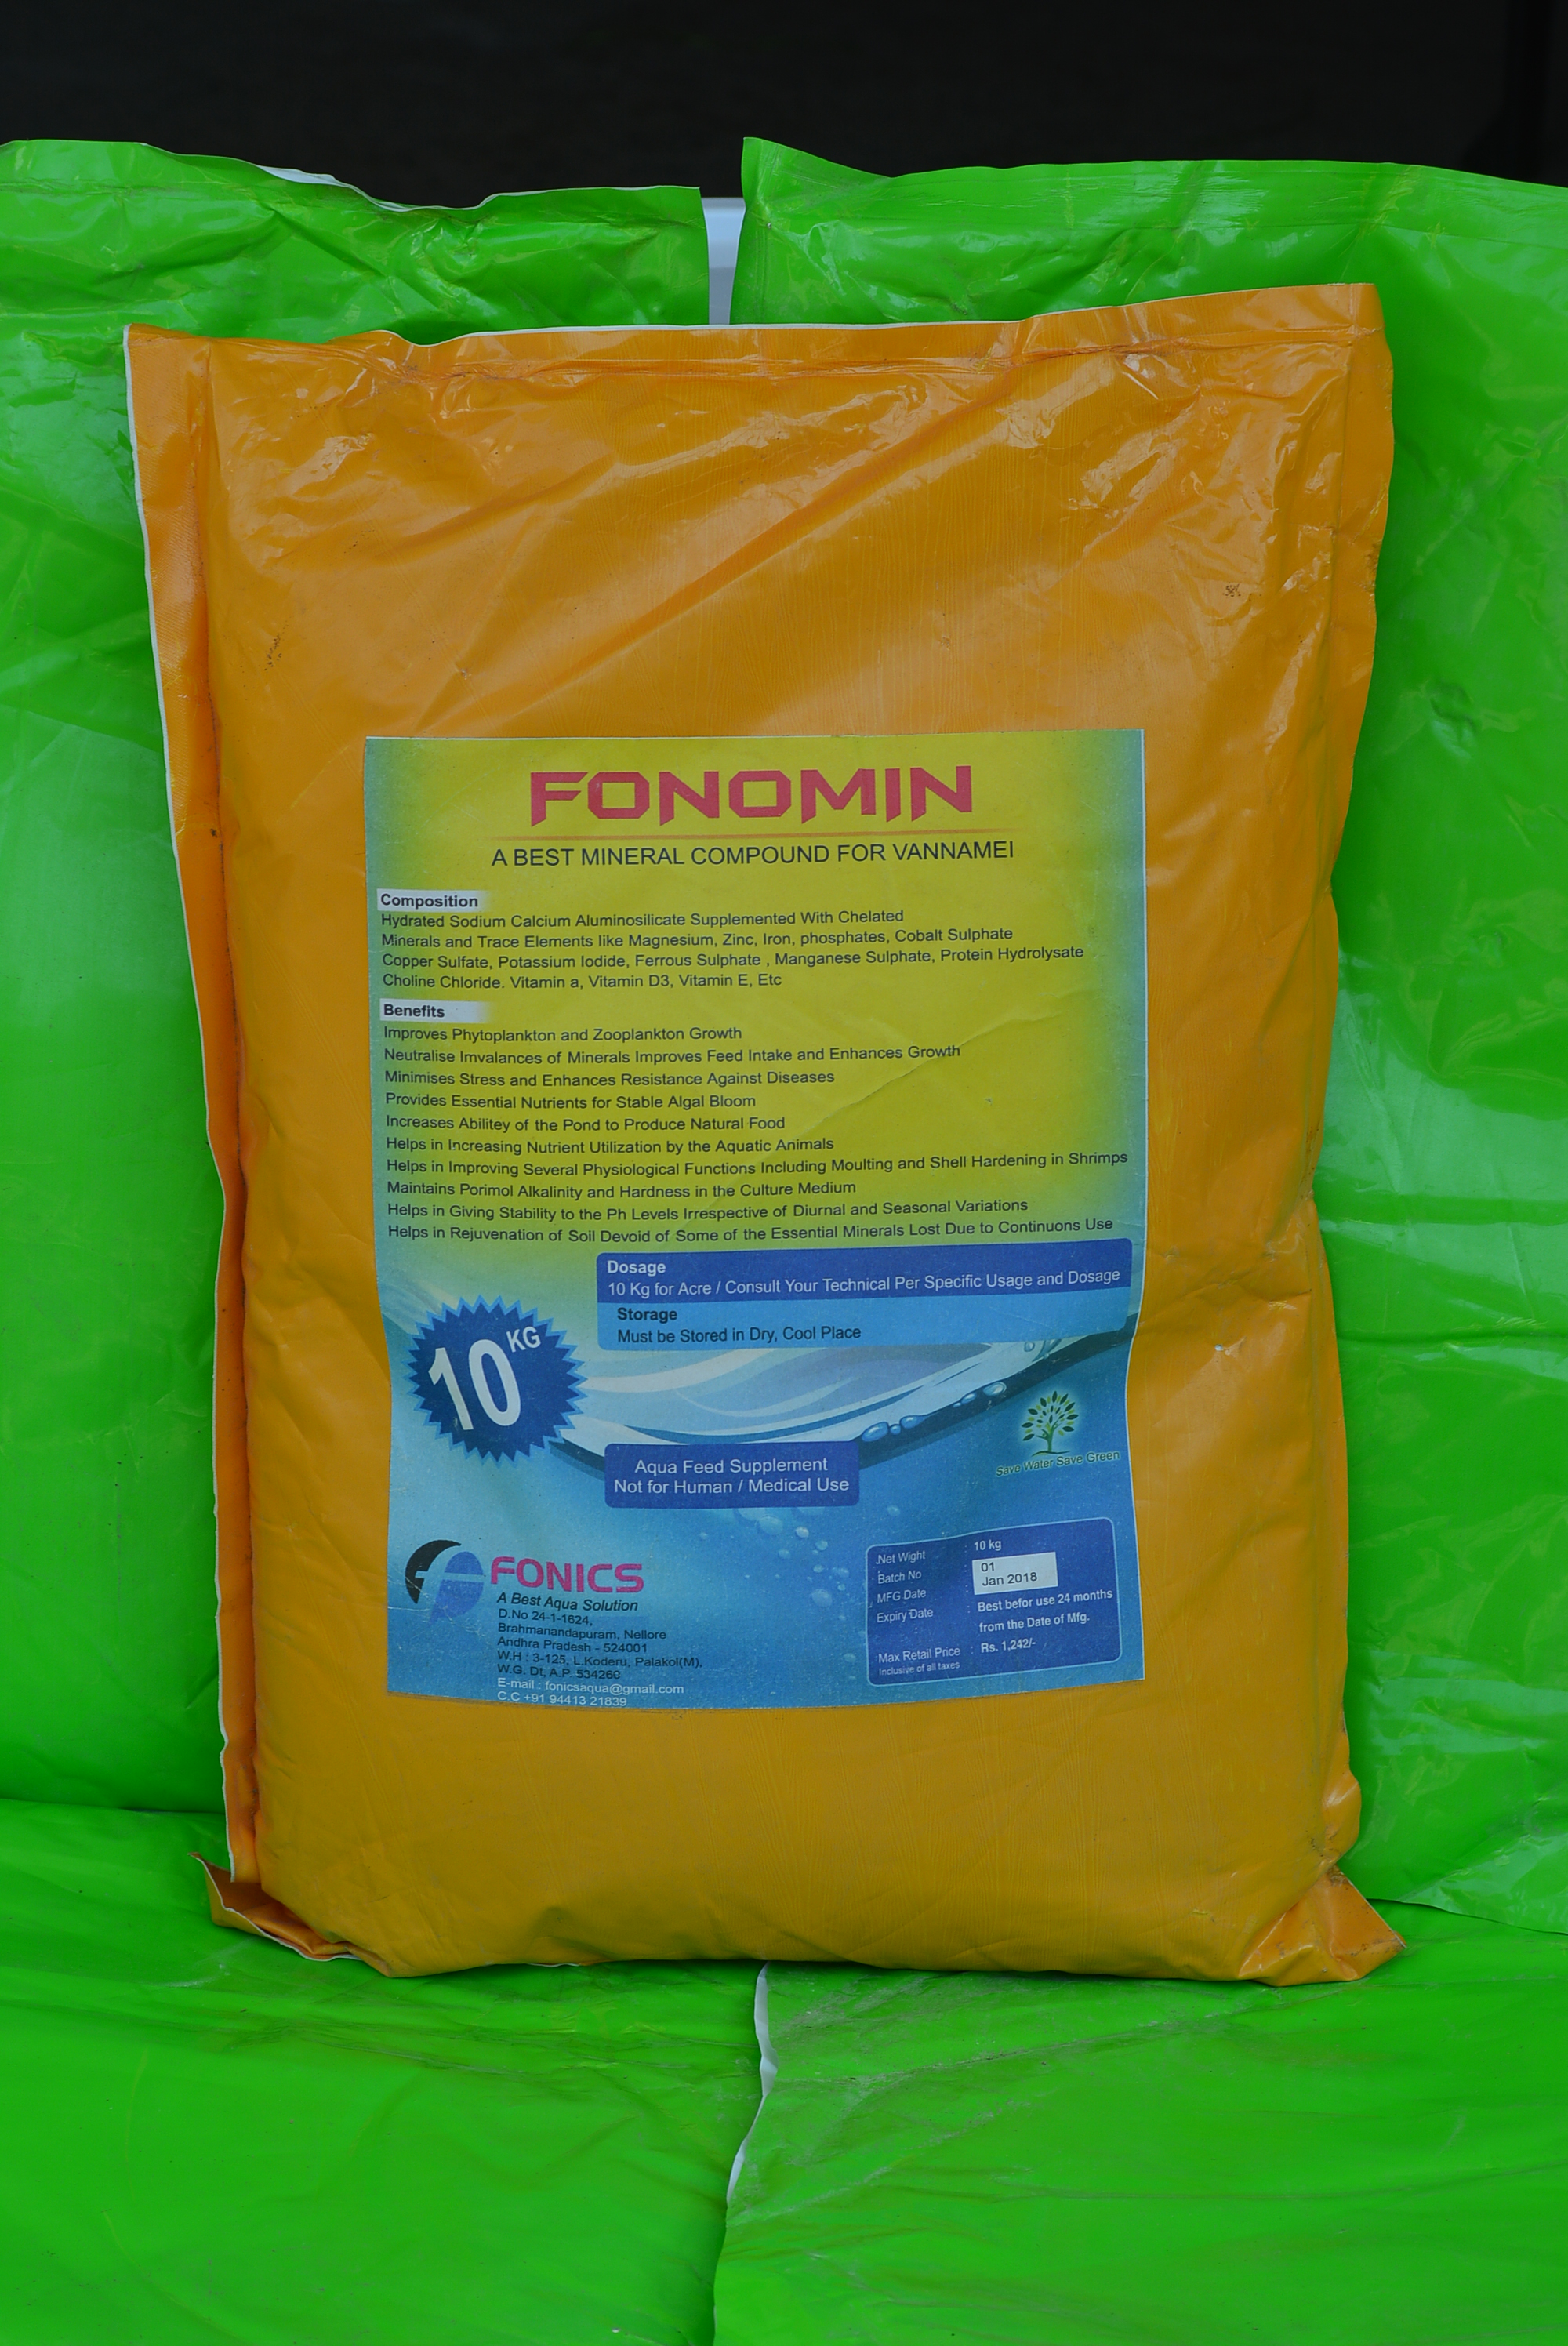 FONOMIN
A BEST MINERAL COMPOUND FOR VANNAMEI
Composition
Hydrated Sodium Calcium Aluminosilicate Supplemented With Chelated
Minerals and Trace Elements like Magnesium, Zinc, Iron, phosphates, Cobalt Sulphate
Copper Sulfate, Potassium Iodide, Ferrous Sulphate , Manganese Sulphate, Protein Hydrolysate
Choline Chloride. Vitamin a, Vitamin D3, Vitamin E, Etc
Benefits
Improves Phytoplankton and Zooplankton Growth
Neutralise Imvalances of Minerals Improves Feed Intake and Enhances Growth
Minimises Stress and Enhances Resistance Against Diseases
Provides Essential Nutrients for Stable Algal Bloom
Increases Abilitey of the Pond to Produce Natural Food
Helps in Increasing Nutrient Utilization by the Aquatic Animals
Helps in Improving Several Physiological Functions Including Moulting and Shell Hardening in Shrimps
Maintains Porimol Alkalinity and Hardness in the Culture Medium
Helps in Giving Stability to the Ph Levels Irrespective of Diurnal and Seasonal Variations
Helps in Rejuvenation of Soil Devoid of Some of the Essential Minerals Lost Due to Continuons Use
Dosage
10 Kg for Acre / Consult Your Technical Per Specific Usage and Dosage
Storage
Must be Stored in Dry, Cool Place
10 KG
Save Water Save Green
Aqua Feed Supplement
Not for Human / Medical Use
FONICS
A Best Aqua Solution
D.No 24-1-1624,
Brahmanandapuram, Nellore
Andhra Pradesh - 524001
W.H : 3-125, L.Koderu, Palakol(M),
W.G. Dt, A.P. 534260
E-mail : fonicsaqua@gmail.com
C.C +91 94413 21839
Net Wight : 10 kg
Batch No : 01
MFG Date : Jan 2018
Expiry Date : Best befor use 24 months
from the Date of Mfg.
Max Retail Price : Rs. 1,242/-
Inclusive of all taxes